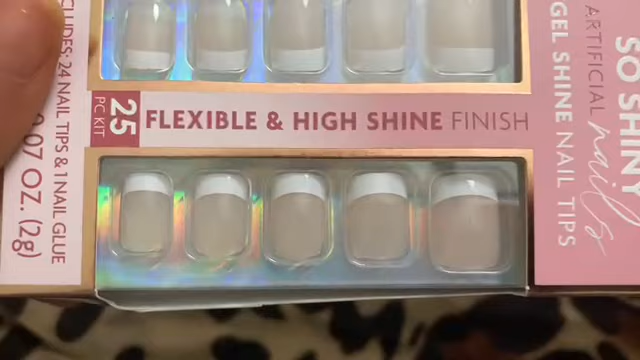 INCLUDES: 24 NAIL TIPS & 1 NAIL GLUE
0.07 OZ. (2g)
25
PC KIT
FLEXIBLE & HIGH SHINE FINISH
SO SHINY
ARTIFICIAL nails
GEL SHINE NAIL TIPS